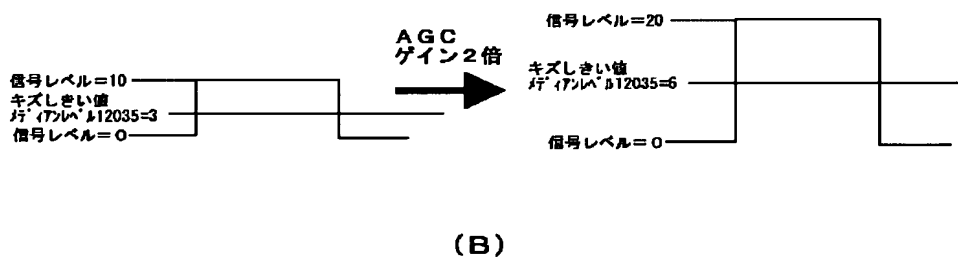 信号レベル=10
キズしきい値
メディアンレベル12035=3
信号レベル=0
AGC
ゲイン2倍
信号レベル=20
キズしきい値
メディアンレベル12035=6
信号レベル=0
(B)